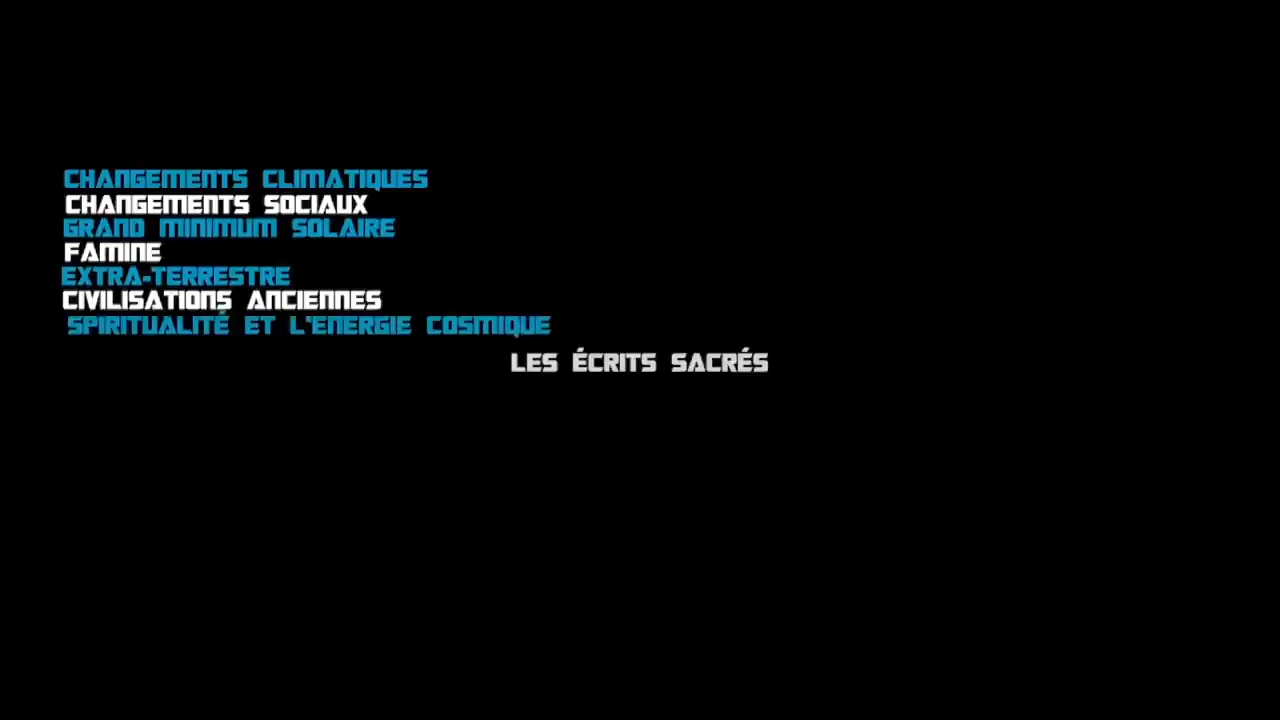 CHANGEMENTS CLIMATIQUES
CHANGEMENTS SOCIAUX
GRAND MINIMUM SOLAIRE
FAMINE
EXTRA-TERRESTRE
CIVILISATIONS ANCIENNES
SPIRITUALITÉ ET L'ENERGIE COSMIQUE
LES ÉCRITS SACRÉS